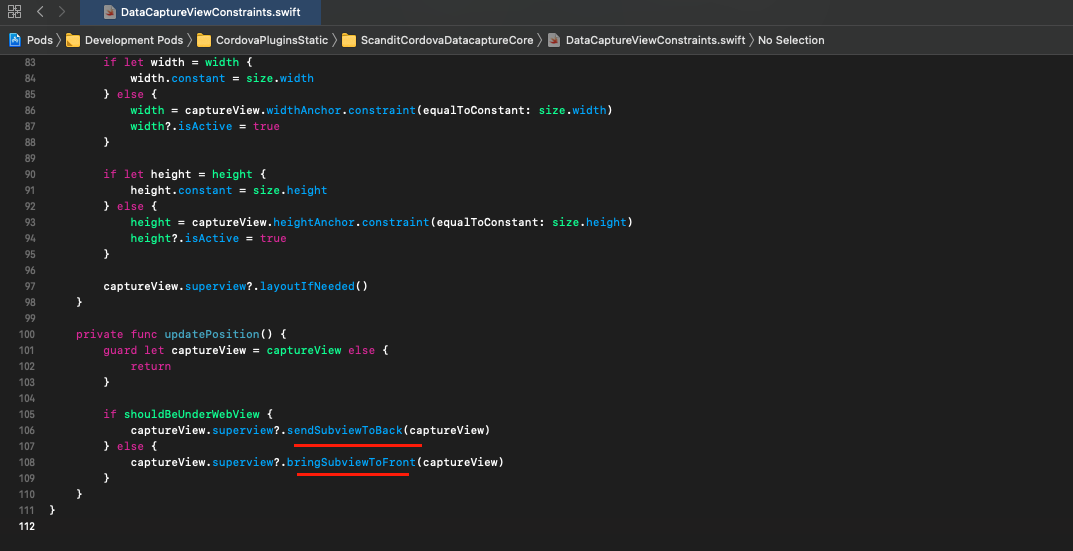 DataCaptureViewConstraints.swift
Pods Development Pods CordovaPluginsStatic ScanditCordovaDatacaptureCore DataCaptureViewConstraints.swift No Selection
83 if let width = width {
84 width.constant = size.width
85 } else {
86 width = captureView.widthAnchor.constraint(equalToConstant: size.width)
87 width?.isActive = true
88 }
89
90 if let height = height {
91 height.constant = size.height
92 } else {
93 height = captureView.heightAnchor.constraint(equalToConstant: size.height)
94 height?.isActive = true
95 }
96
97 captureView.superview?.layoutIfNeeded()
98 }
99
100 private func updatePosition() {
101 guard let captureView = captureView else {
102 return
103 }
104
105 if shouldBeUnderWebView {
106 captureView.superview?.sendSubviewToBack(captureView)
107 } else {
108 captureView.superview?.bringSubviewToFront(captureView)
109 }
110 }
111 }
112